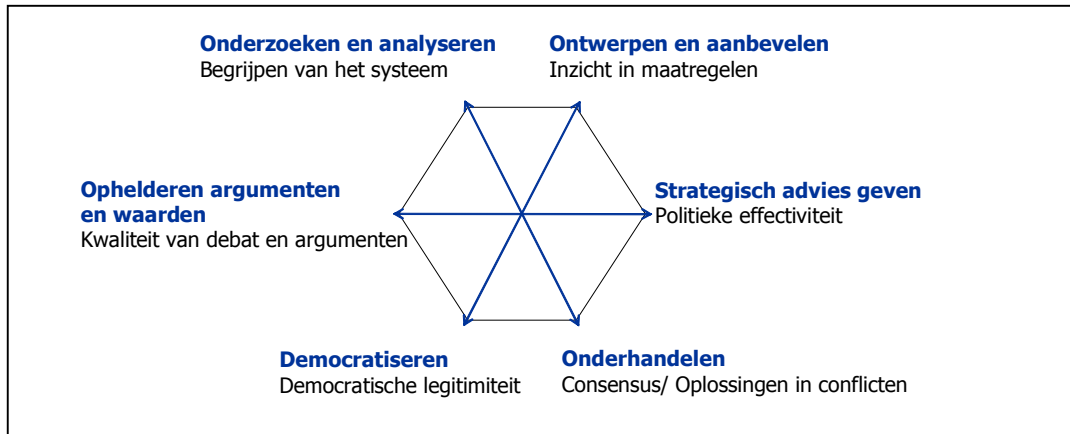 Onderzoeken en analyseren
Begrijpen van het systeem
Ontwerpen en aanbevelen
Inzicht in maatregelen
Ophelderen argumenten
en waarden
Kwaliteit van debat en argumenten
Strategisch advies geven
Politieke effectiviteit
Democratiseren
Democratische legitimiteit
Onderhandelen
Consensus/ Oplossingen in conflicten